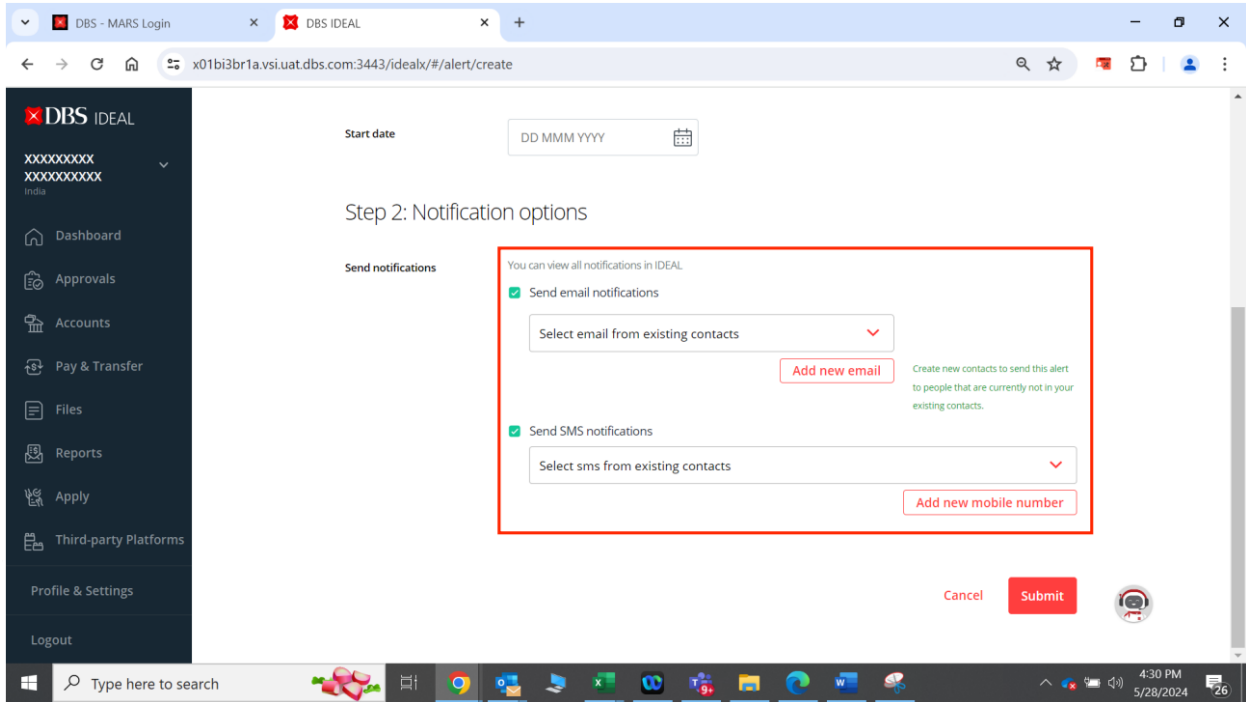 DBS - MARS Login
DBS IDEAL
x01bi3br1a.vsi.uat.dbs.com:3443/idealx/#/alert/create
DBS IDEAL
XXXXXXXXX
XXXXXXXXXX
India
Dashboard
Approvals
Accounts
Pay & Transfer
Files
Reports
Apply
Third-party Platforms
Profile & Settings
Logout
Start date
DD MMM YYYY
Step 2: Notification options
Send notifications
You can view all notifications in IDEAL
Send email notifications
Select email from existing contacts
Add new email
Create new contacts to send this alert
to people that are currently not in your
existing contacts.
Send SMS notifications
Select sms from existing contacts
Add new mobile number
Cancel
Submit
Type here to search
9+
4:30 PM
5/28/2024
26